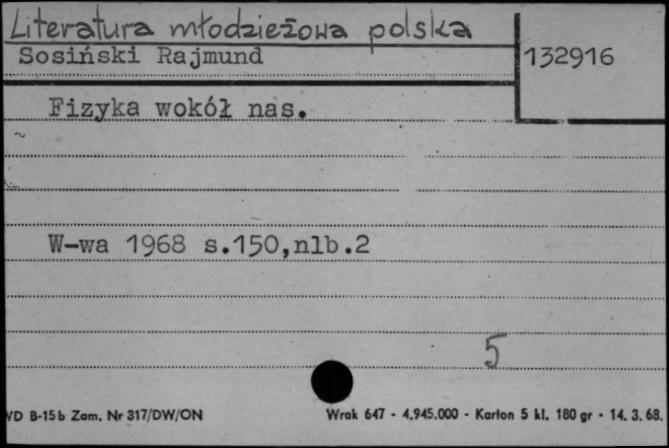 Literatura młodzieżowa polska
Sosiński Rajmund
132916
Fizyka wokół nas.
W-wa 1968 s.150,nlb.2
5
VD B-15b Zam. Nr 317/DW/ON
Wrak 647 - 4.945.000 - Karton 5 kl. 180 gr - 14. 3. 68.